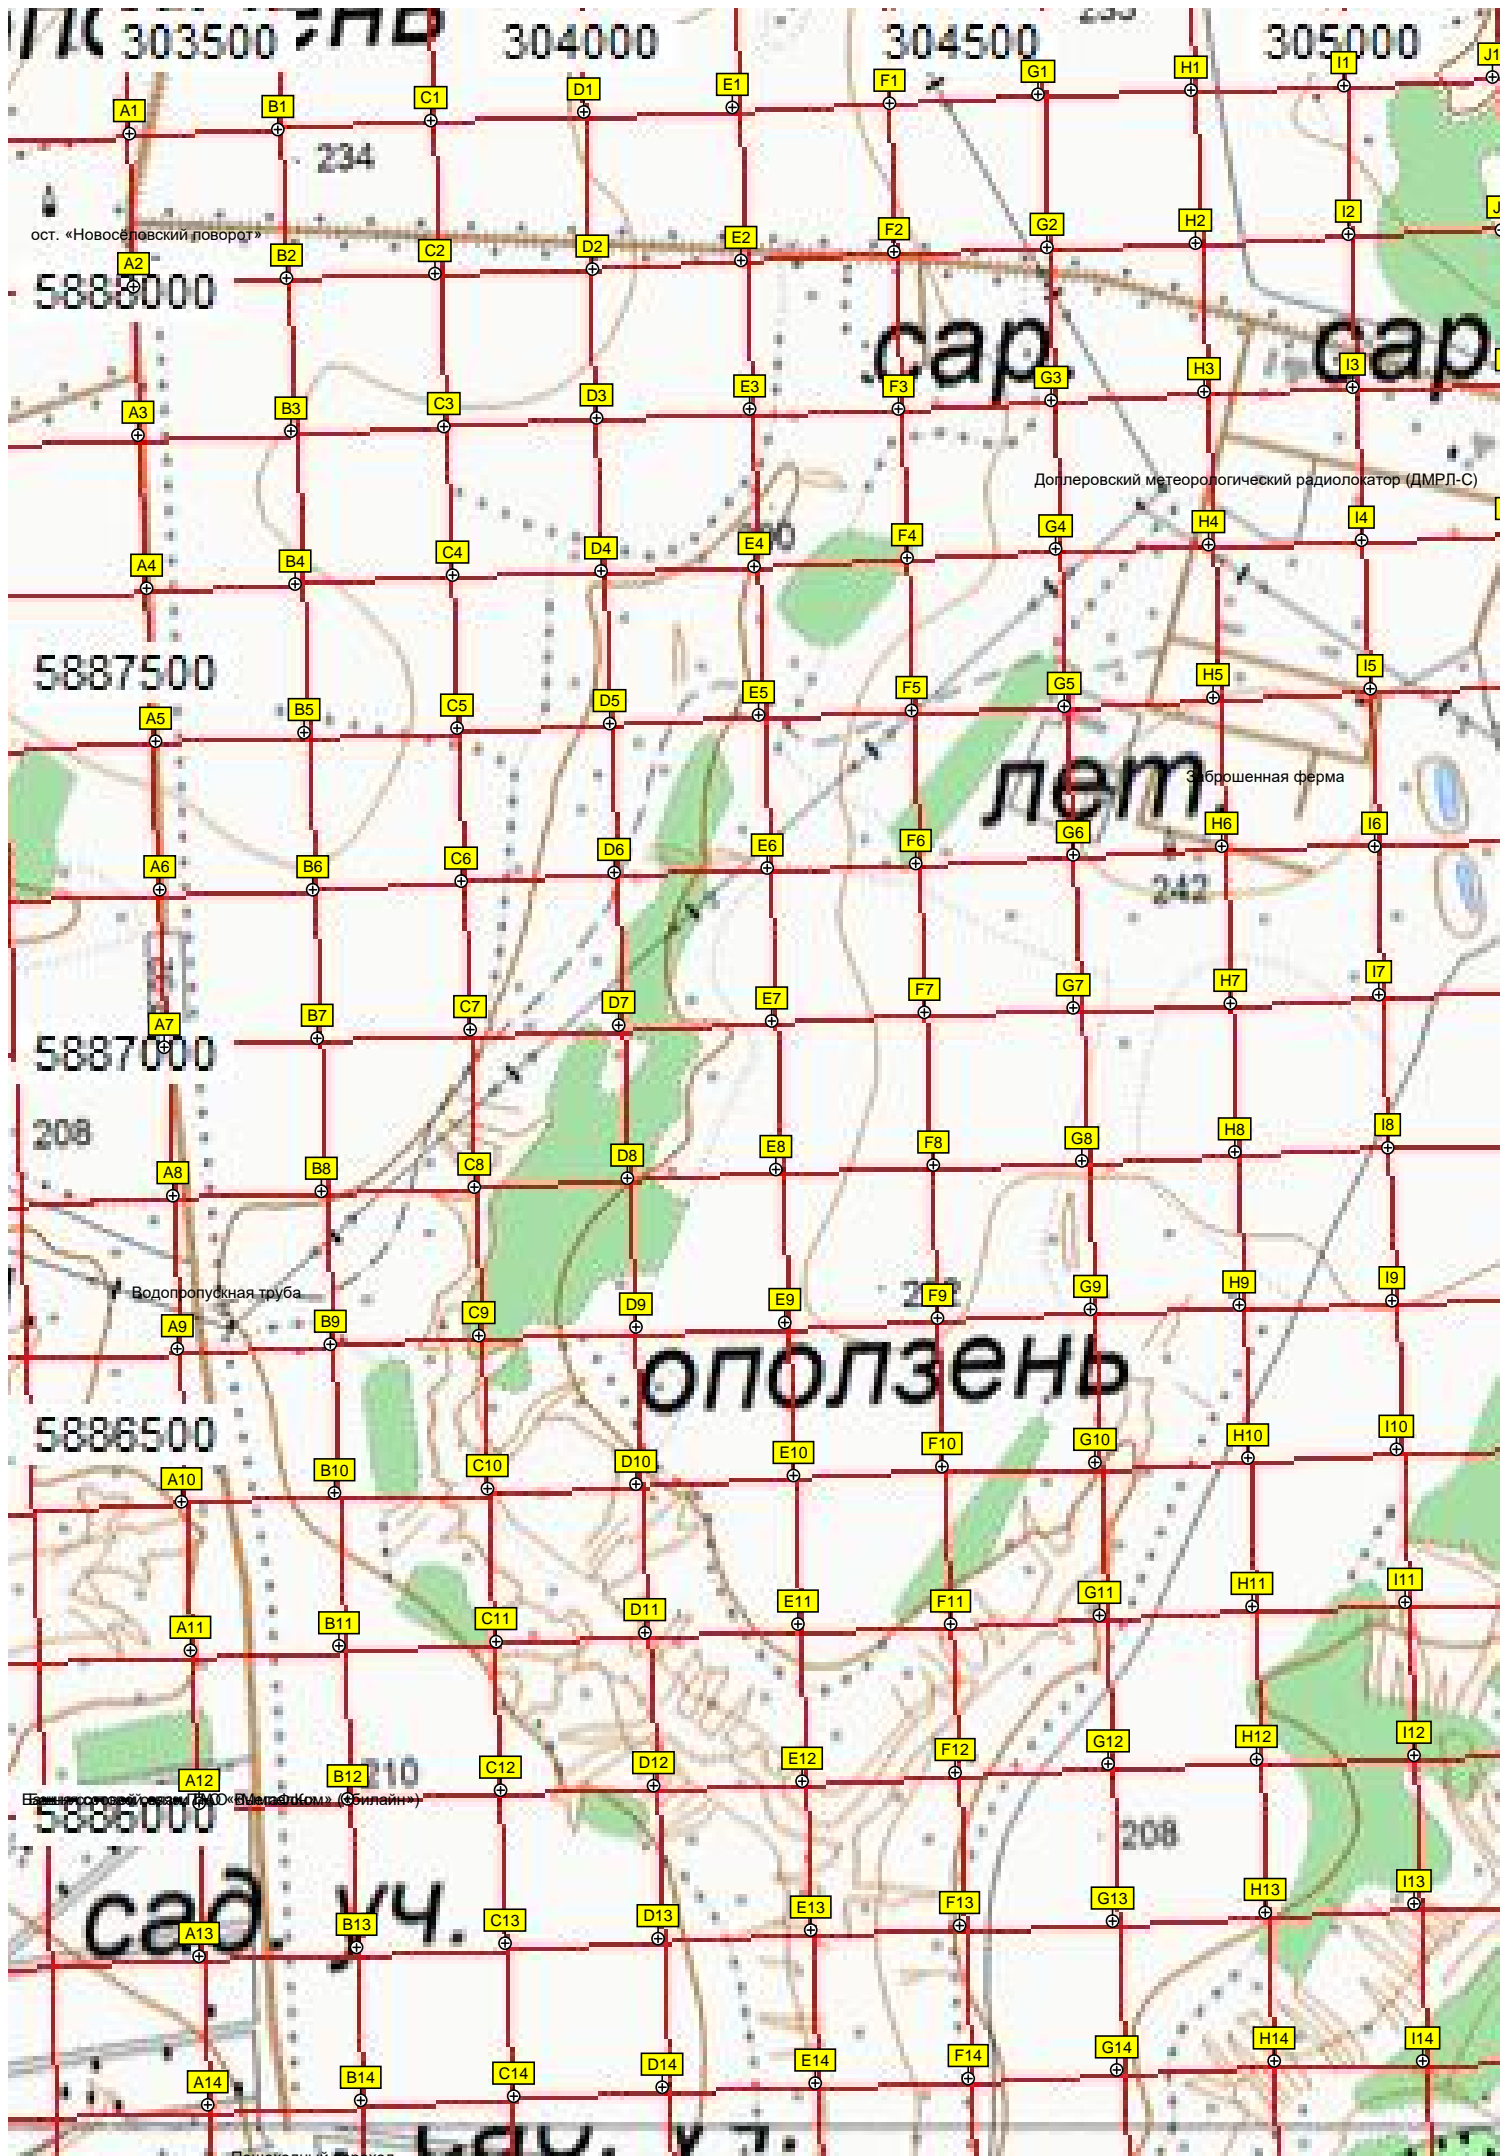 303500 304000 304500 305000
A1 B1 C1 D1 E1 F1 G1 H1 I1 J1
234
ост. «Новосёловский поворот»
A2 B2 C2 D2 E2 F2 G2 H2 I2
5888000
сар. сар
A3 B3 C3 D3 E3 F3 G3 H3 I3
Доплеровский метеорологический радиолокатор (ДМРЛ-С)
A4 B4 C4 D4 E4 F4 G4 H4 I4
5887500
A5 B5 C5 D5 E5 F5 G5 H5 I5
лет.
Заброшенная ферма
A6 B6 C6 D6 E6 F6 G6 H6 I6
242
A7 B7 C7 D7 E7 F7 G7 H7 I7
5887000
208
A8 B8 C8 D8 E8 F8 G8 H8 I8
Водопропускная труба
A9 B9 C9 D9 E9 F9 G9 H9 I9
оползень
5886500
A10 B10 C10 D10 E10 F10 G10 H10 I10
A11 B11 C11 D11 E11 F11 G11 H11 I11
210
A12 B12 C12 D12 E12 F12 G12 H12 I12
5886000
208
сад. уч.
A13 B13 C13 D13 E13 F13 G13 H13 I13
A14 B14 C14 D14 E14 F14 G14 H14 I14